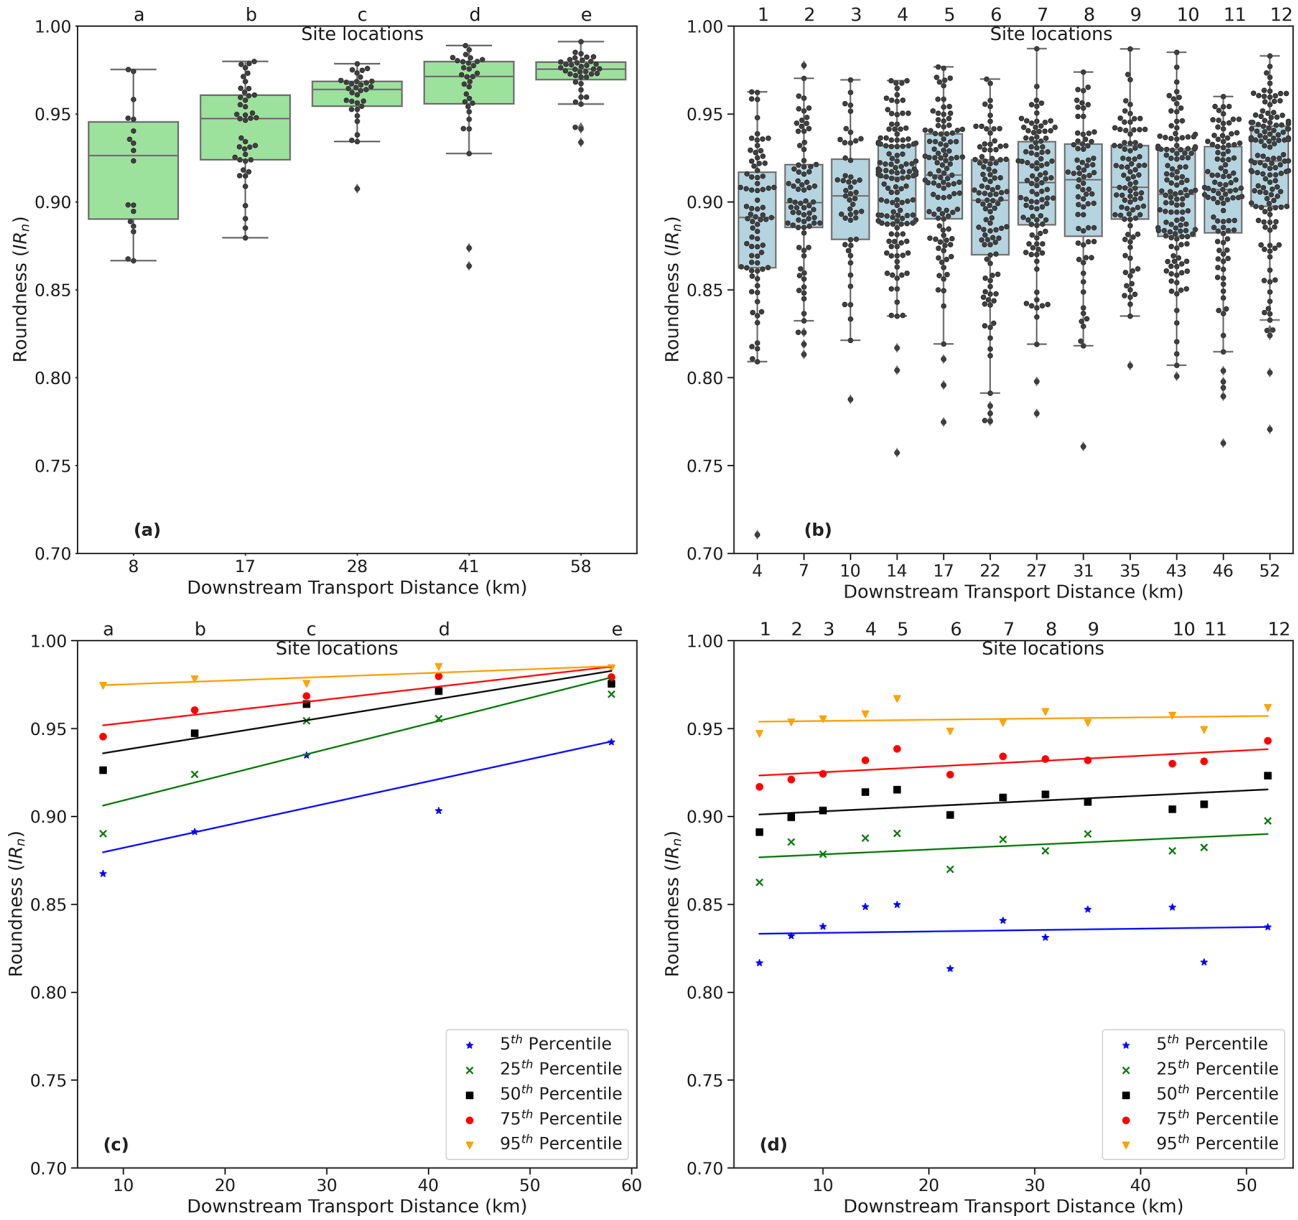 a b c d e
Site locations
1.00
0.95
0.90
0.85
0.80
0.75
0.70
Roundness (IRn)
(a)
8 17 28 41 58
Downstream Transport Distance (km)
1 2 3 4 5 6 7 8 9 10 11 12
Site locations
1.00
0.95
0.90
0.85
0.80
0.75
0.70
Roundness (IRn)
(b)
4 7 10 14 17 22 27 31 35 43 46 52
Downstream Transport Distance (km)
a b c d e
Site locations
1.00
0.95
0.90
0.85
0.80
0.75
0.70
Roundness (IRn)
5th Percentile
25th Percentile
50th Percentile
75th Percentile
95th Percentile
(c)
10 20 30 40 50 60
Downstream Transport Distance (km)
1 2 3 4 5 6 7 8 9 10 11 12
Site locations
1.00
0.95
0.90
0.85
0.80
0.75
0.70
Roundness (IRn)
5th Percentile
25th Percentile
50th Percentile
75th Percentile
95th Percentile
(d)
10 20 30 40 50
Downstream Transport Distance (km)